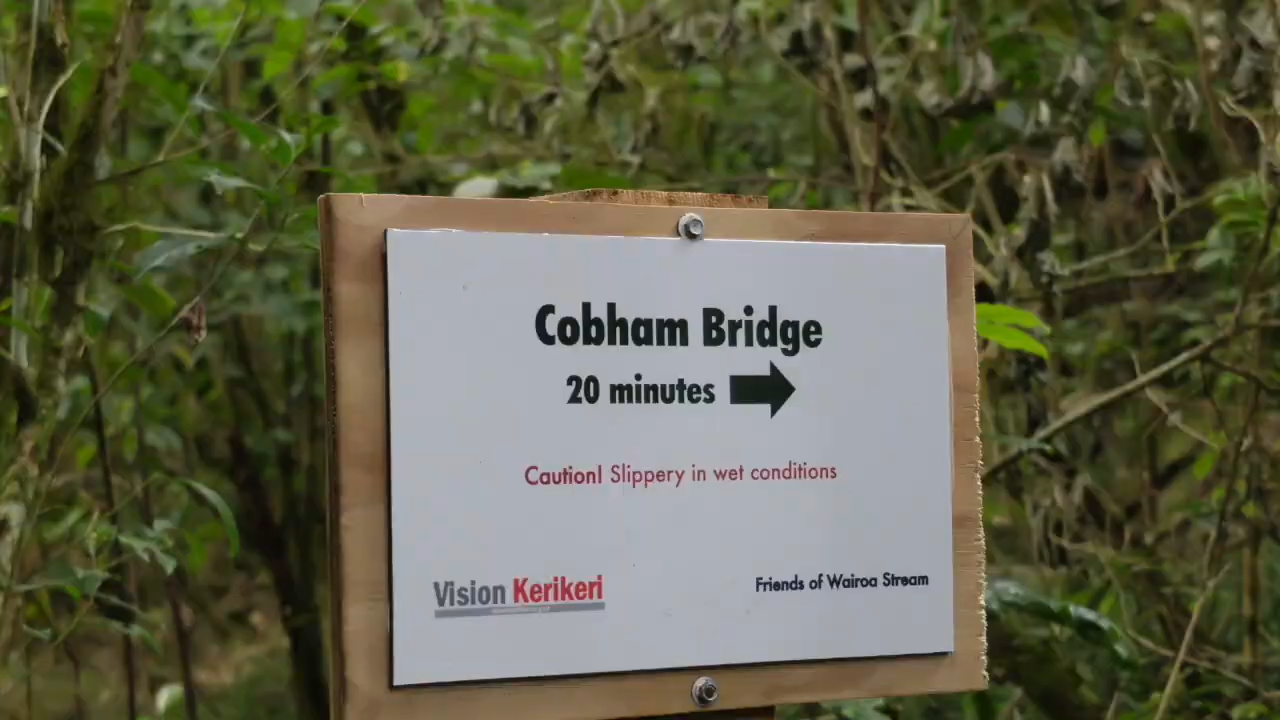 Cobham Bridge
20 minutes
Caution! Slippery in wet conditions
Vision Kerikeri
Friends of Wairoa Stream